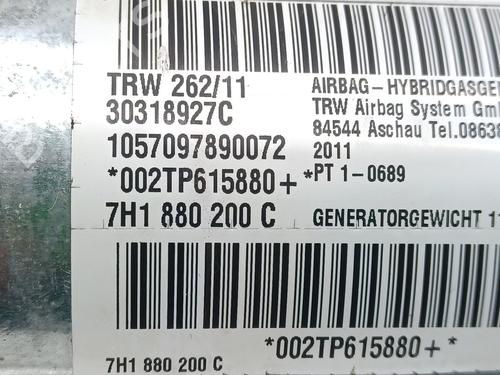 TRW 262/11
30318927C
1057097890072
*002TP615880+
7H1 880 200 C
AIRBAG-HYBRIDGASGE
TRW Airbag System Gm
84544 Aschau Tel.0863
2011
*PT 1-0689
GENERATORGEWICHT 11
*002TP615880+*
7H1 880 200 C